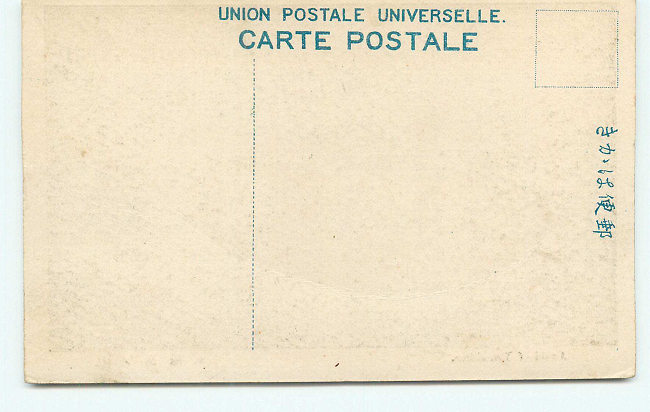 UNION POSTALE UNIVERSELLE.
CARTE POSTALE
郵便はかき